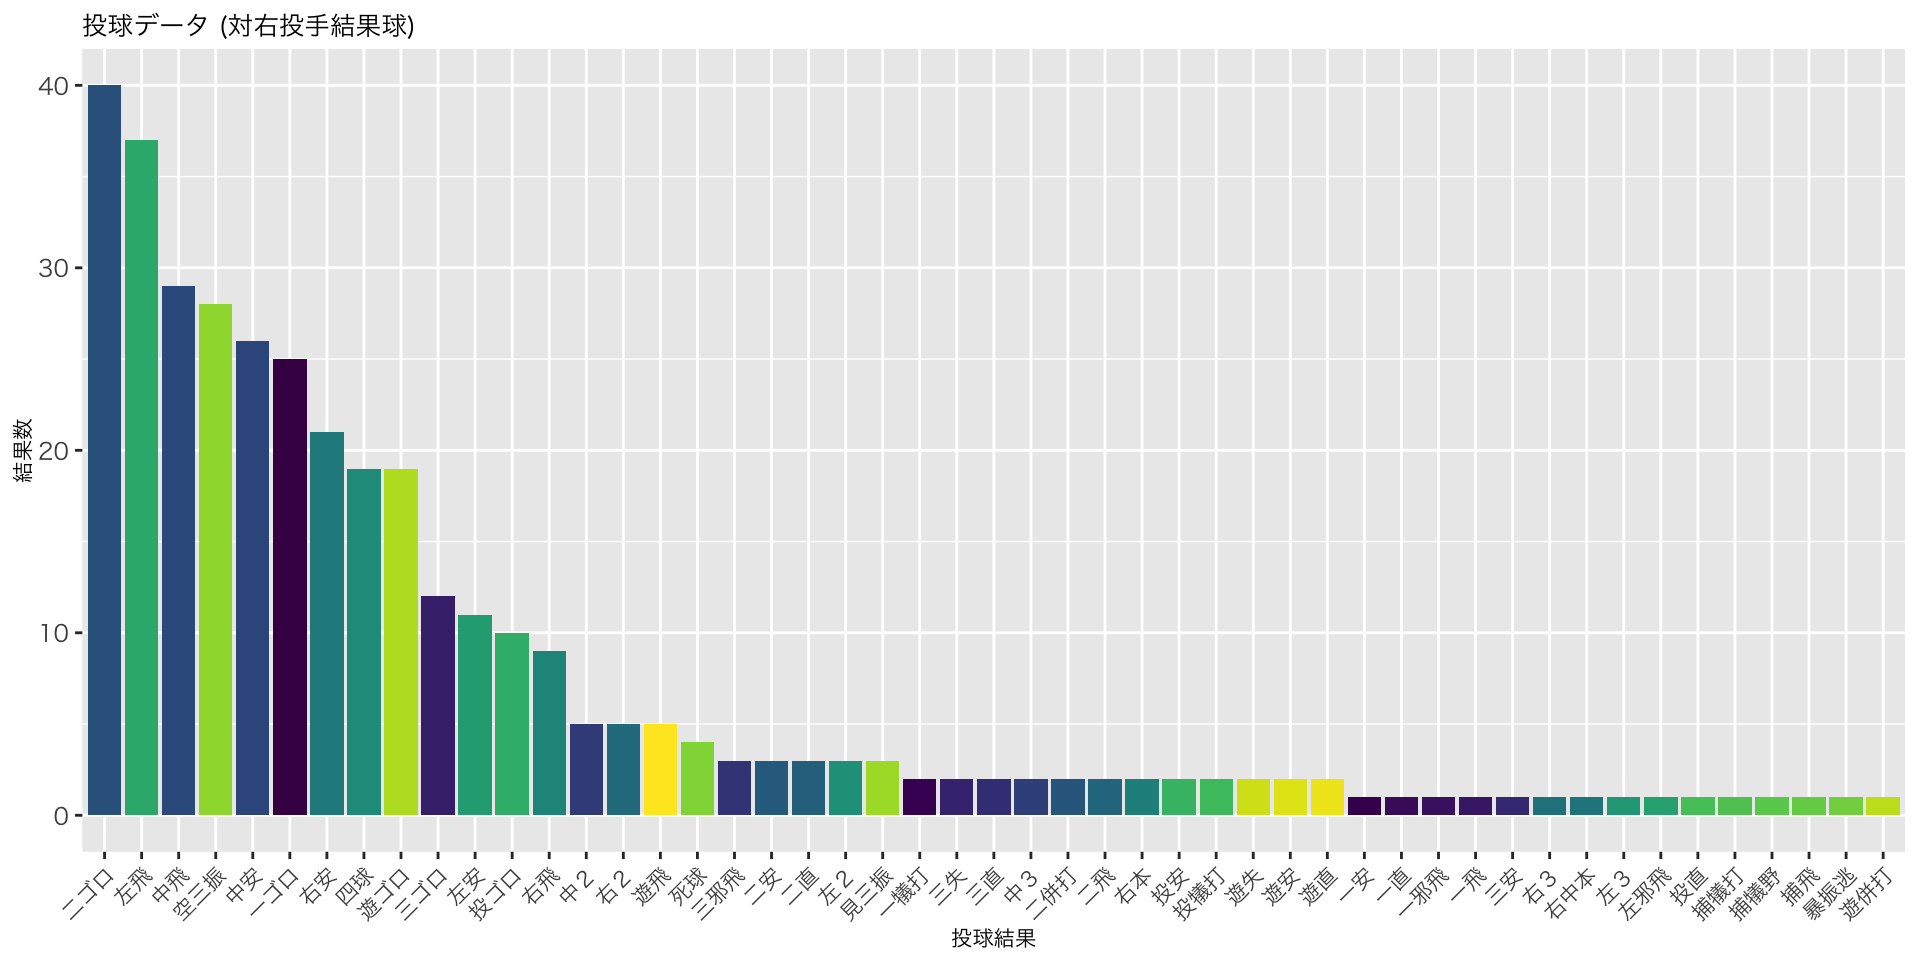 投球データ (対右投手結果球)
結果数
40
30
20
10
0
二ゴロ
左飛
中飛
空三振
中安
一ゴロ
右安
四球
遊ゴロ
三ゴロ
左安
投ゴロ
右飛
中２
右２
遊飛
死球
三邪飛
二安
二直
左２
見三振
一犠打
三失
三直
中３
二併打
二飛
右本
投安
投犠打
遊失
遊安
遊直
一安
一直
一邪飛
一飛
三安
右３
右中本
左３
左邪飛
投直
捕犠打
捕犠野
捕飛
暴振逃
遊併打
投球結果